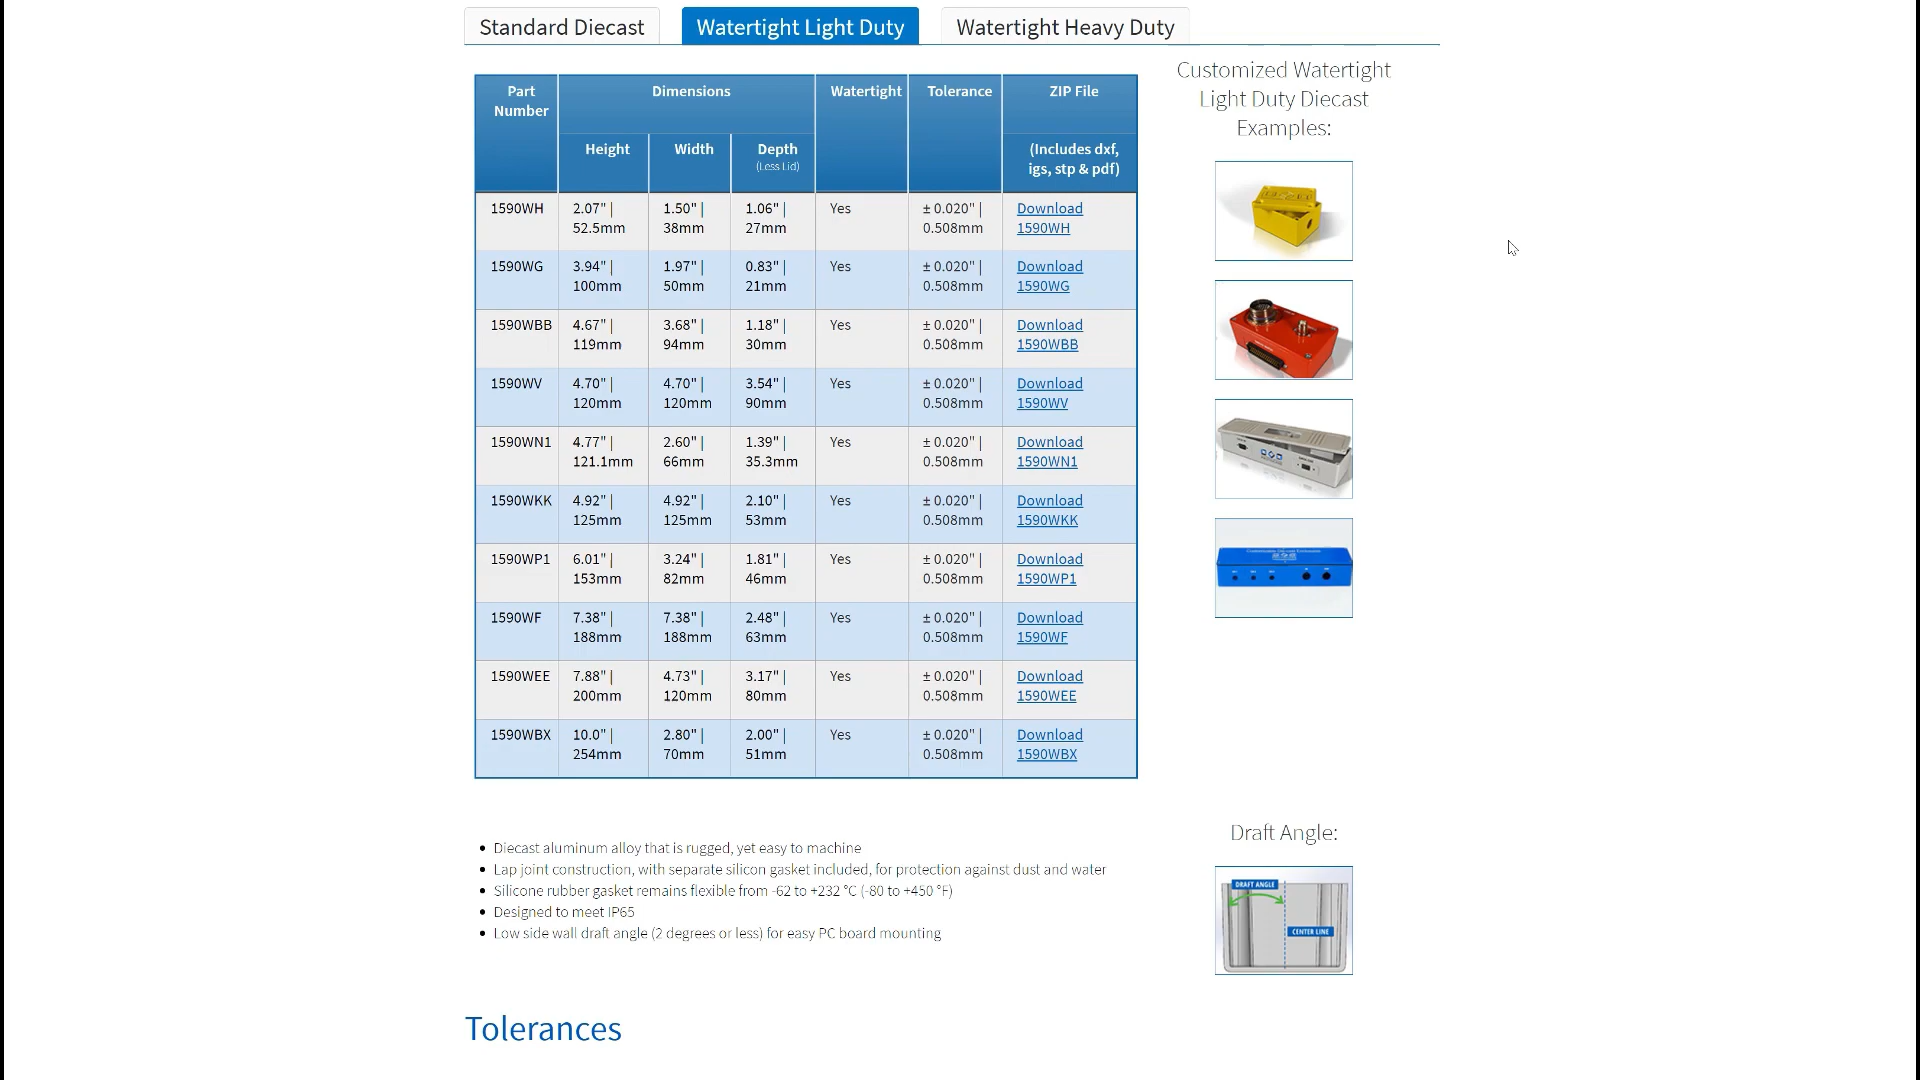 Standard Diecast
Watertight Light Duty
Watertight Heavy Duty
Customized Watertight
Light Duty Diecast
Examples:
Part
Number
Dimensions
Watertight
Tolerance
ZIP File
Height
Width
Depth
(Less Lid)
(Includes dxf,
igs, stp & pdf)
1590WH 2.07" | 1.50" | 1.06" | Yes ± 0.020" | Download
52.5mm 38mm 27mm 0.508mm 1590WH
1590WG 3.94" | 1.97" | 0.83" | Yes ± 0.020" | Download
100mm 50mm 21mm 0.508mm 1590WG
1590WBB 4.67" | 3.68" | 1.18" | Yes ± 0.020" | Download
119mm 94mm 30mm 0.508mm 1590WBB
1590WV 4.70" | 4.70" | 3.54" | Yes ± 0.020" | Download
120mm 120mm 90mm 0.508mm 1590WV
1590WN1 4.77" | 2.60" | 1.39" | Yes ± 0.020" | Download
121.1mm 66mm 35.3mm 0.508mm 1590WN1
1590WKK 4.92" | 4.92" | 2.10" | Yes ± 0.020" | Download
125mm 125mm 53mm 0.508mm 1590WKK
1590WP1 6.01" | 3.24" | 1.81" | Yes ± 0.020" | Download
153mm 82mm 46mm 0.508mm 1590WP1
1590WF 7.38" | 7.38" | 2.48" | Yes ± 0.020" | Download
188mm 188mm 63mm 0.508mm 1590WF
1590WEE 7.88" | 4.73" | 3.17" | Yes ± 0.020" | Download
200mm 120mm 80mm 0.508mm 1590WEE
1590WBX 10.0" | 2.80" | 2.00" | Yes ± 0.020" | Download
254mm 70mm 51mm 0.508mm 1590WBX
Diecast aluminum alloy that is rugged, yet easy to machine
Lap joint construction, with separate silicon gasket included, for protection against dust and water
Silicone rubber gasket remains flexible from -62 to +232 °C (-80 to +450 °F)
Designed to meet IP65
Low side wall draft angle (2 degrees or less) for easy PC board mounting
Draft Angle:
DRAFT ANGLE
CENTER LINE
Tolerances